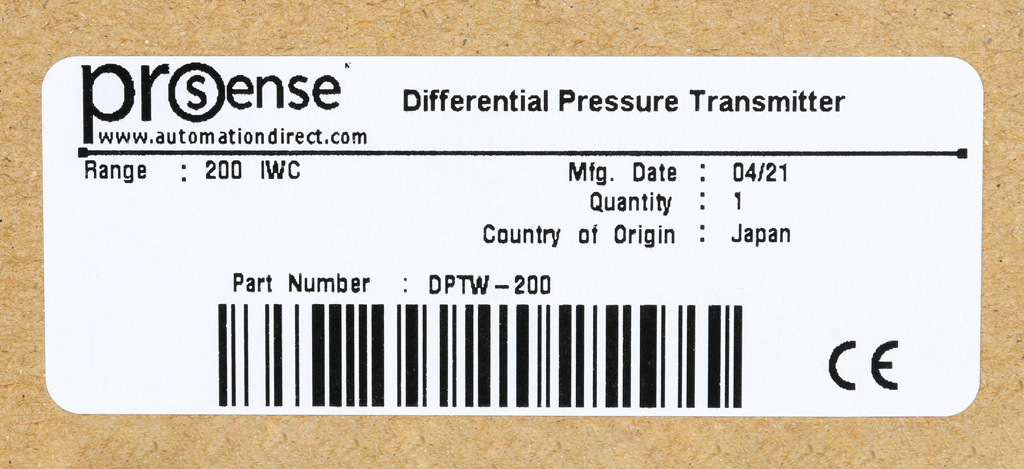 prosense™
Differential Pressure Transmitter
www.automationdirect.com
Range : 200 IWC
Mfg. Date : 04/21
Quantity : 1
Country of Origin : Japan
Part Number : DPTW-200
CE